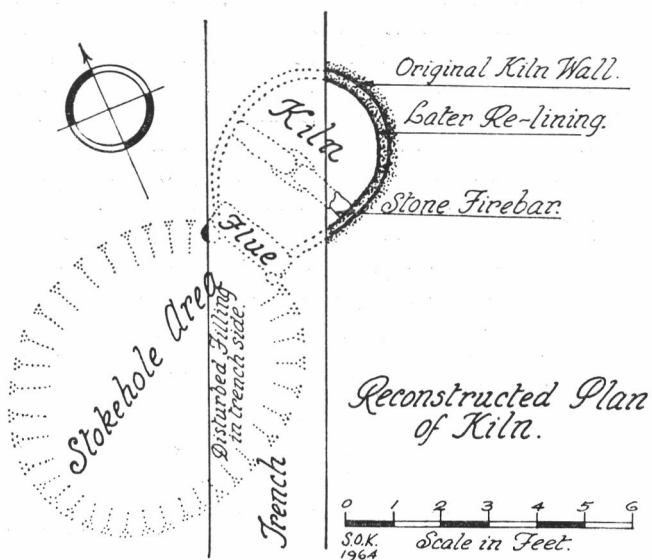 Original Kiln Wall.
Later Re-lining.
Stone Firebar.
Kiln
Flue
Stokehole Area
Disturbed Filling
in trench side.
Trench
Reconstructed Plan
of Kiln.
0 1 2 3 4 5 6
S.O.K.
1964
Scale in Feet.